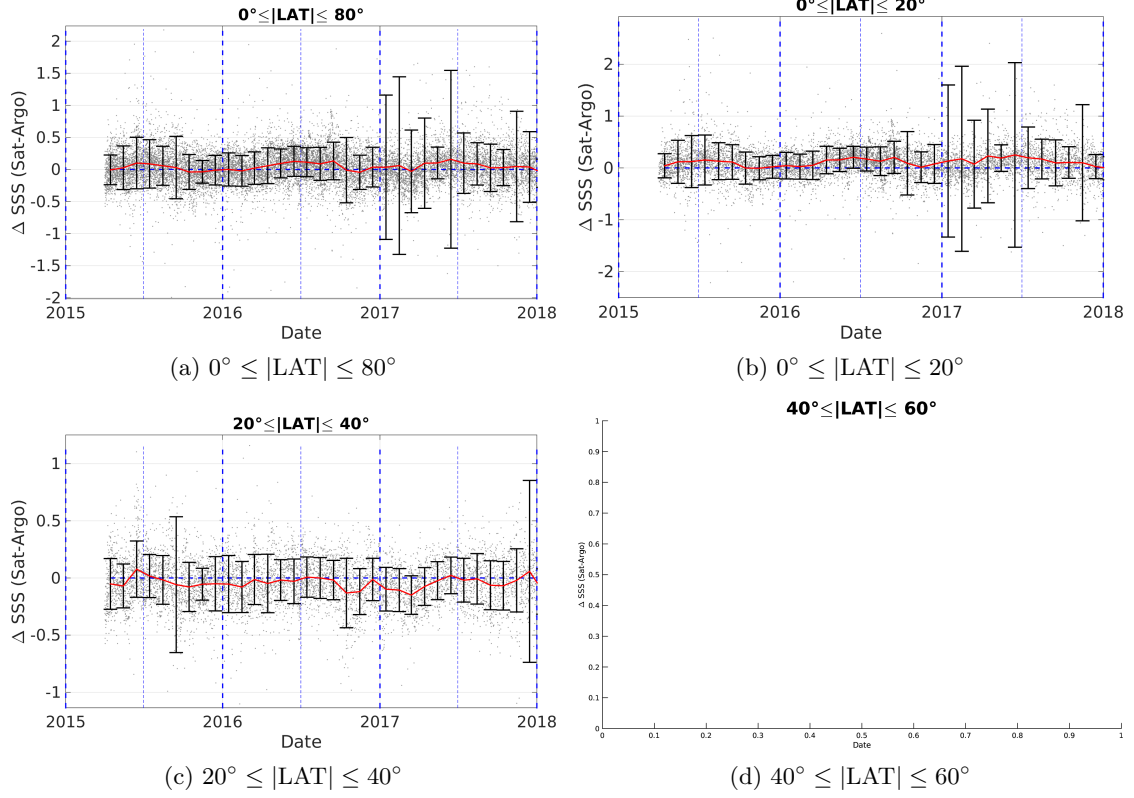 0°≤|LAT|≤ 80°
2
1.5
1
0.5
0
-0.5
-1
-1.5
-2
Δ SSS (Sat-Argo)
2015 2016 2017 2018
Date
(a) 0° ≤ |LAT| ≤ 80°
0°≤|LAT|≤ 20°
2
1
0
-1
-2
Δ SSS (Sat-Argo)
2015 2016 2017 2018
Date
(b) 0° ≤ |LAT| ≤ 20°
20°≤|LAT|≤ 40°
1
0.5
0
-0.5
-1
Δ SSS (Sat-Argo)
2015 2016 2017 2018
Date
(c) 20° ≤ |LAT| ≤ 40°
40°≤|LAT|≤ 60°
1
0.9
0.8
0.7
0.6
0.5
0.4
0.3
0.2
0.1
0
Δ SSS (Sat-Argo)
0 0.1 0.2 0.3 0.4 0.5 0.6 0.7 0.8 0.9 1
Date
(d) 40° ≤ |LAT| ≤ 60°